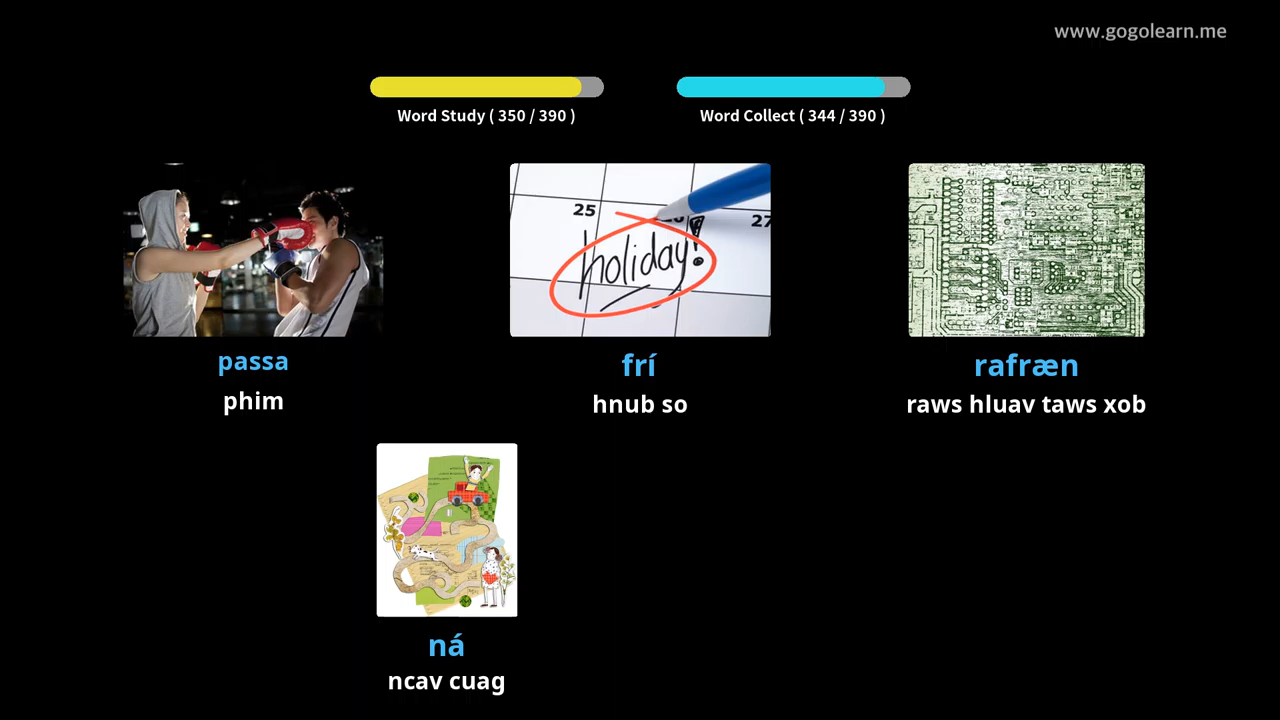 www.gogolearn.me
Word Study ( 350 / 390 )
Word Collect ( 344 / 390 )
25
27
holiday!
passa
phim
frí
hnub so
rafræn
raws hluav taws xob
ná
ncav cuag